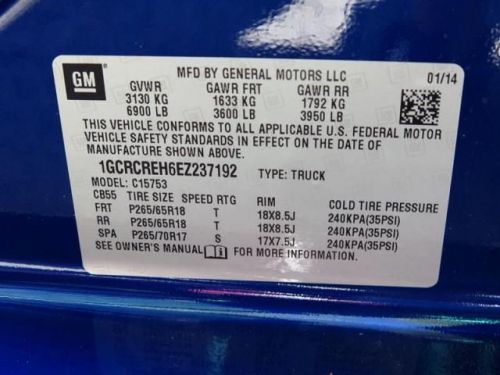 GM
MFD BY GENERAL MOTORS LLC 01/14
GVWR GAWR FRT GAWR RR
3130 KG 1633 KG 1792 KG
6900 LB 3600 LB 3950 LB
THIS VEHICLE CONFORMS TO ALL APPLICABLE U.S. FEDERAL MOTOR
VEHICLE SAFETY STANDARDS IN EFFECT ON THE DATE OF
MANUFACTURE SHOWN ABOVE.
1GCRCREH6EZ237192 TYPE: TRUCK
MODEL: C15753
CB55 TIRE SIZE SPEED RTG RIM COLD TIRE PRESSURE
FRT P265/65R18 T 18X8.5J 240KPA(35PSI)
RR P265/65R18 T 18X8.5J 240KPA(35PSI)
SPA P265/70R17 S 17X7.5J 240KPA(35PSI)
SEE OWNER'S MANUAL FOR MORE INFORMATION.